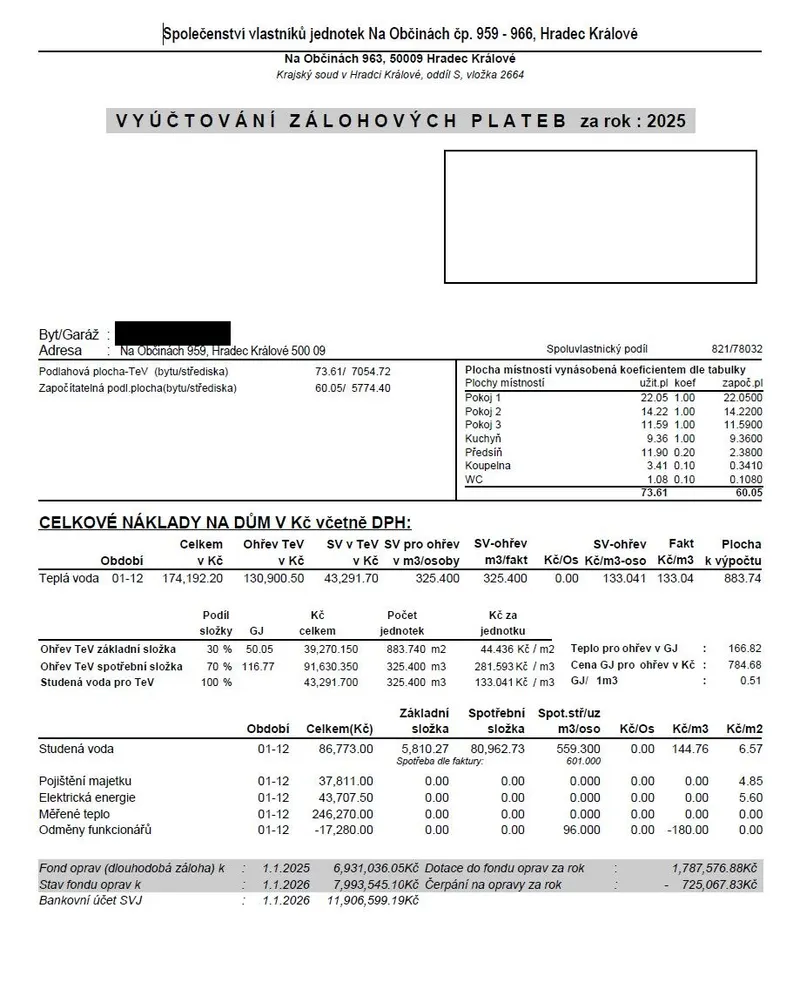 Společenství vlastníků jednotek Na Občinách čp. 959 - 966, Hradec Králové
Na Občinách 963, 50009 Hradec Králové
Krajský soud v Hradci Králové, oddíl S, vložka 2664
VYÚČTOVÁNÍ ZÁLOHOVÝCH PLATEB za rok : 2025
Byt/Garáž :
Adresa : Na Občinách 959, Hradec Králové 500 09
Spoluvlastnický podíl 821/78032
Podlahová plocha-TeV (bytu/střediska) 73.61/ 7054.72
Započítatelná podl.plocha(bytu/střediska) 60.05/ 5774.40
Plocha místností vynásobená koeficientem dle tabulky
Plochy místností užit.pl koef započ.pl
Pokoj 1 22.05 1.00 22.0500
Pokoj 2 14.22 1.00 14.2200
Pokoj 3 11.59 1.00 11.5900
Kuchyň 9.36 1.00 9.3600
Předsíň 11.90 0.20 2.3800
Koupelna 3.41 0.10 0.3410
WC 1.08 0.10 0.1080
73.61 60.05
CELKOVÉ NÁKLADY NA DŮM V Kč včetně DPH:
Celkem Ohřev TeV SV v TeV SV pro ohřev SV-ohřev SV-ohřev Fakt Plocha
Období v Kč v Kč v Kč v m3/osoby m3/fakt Kč/Os Kč/m3-oso Kč/m3 k výpočtu
Teplá voda 01-12 174,192.20 130,900.50 43,291.70 325.400 325.400 0.00 133.041 133.04 883.74
Podíl Kč Počet Kč za
složky GJ celkem jednotek jednotku
Ohřev TeV základní složka 30 % 50.05 39,270.150 883.740 m2 44.436 Kč / m2
Ohřev TeV spotřební složka 70 % 116.77 91,630.350 325.400 m3 281.593 Kč / m3
Studená voda pro TeV 100 % 43,291.700 325.400 m3 133.041 Kč / m3
Teplo pro ohřev v GJ : 166.82
Cena GJ pro ohřev v Kč : 784.68
GJ/ 1m3 : 0.51
Základní Spotřební Spot.stř/uz
Období Celkem(Kč) složka složka m3/oso Kč/Os Kč/m3 Kč/m2
Studená voda 01-12 86,773.00 5,810.27 80,962.73 559.300 0.00 144.76 6.57
Spotřeba dle faktury: 601.000
Pojištění majetku 01-12 37,811.00 0.00 0.00 0.000 0.00 0.00 4.85
Elektrická energie 01-12 43,707.50 0.00 0.00 0.000 0.00 0.00 5.60
Měřené teplo 01-12 246,270.00 0.00 0.00 0.000 0.00 0.00 0.00
Odměny funkcionářů 01-12 -17,280.00 0.00 0.00 96.000 0.00 -180.00 0.00
Fond oprav (dlouhodobá záloha) k : 1.1.2025 6,931,036.05Kč Dotace do fondu oprav za rok : 1,787,576.88Kč
Stav fondu oprav k : 1.1.2026 7,993,545.10Kč Čerpání na opravy za rok : - 725,067.83Kč
Bankovní účet SVJ : 1.1.2026 11,906,599.19Kč